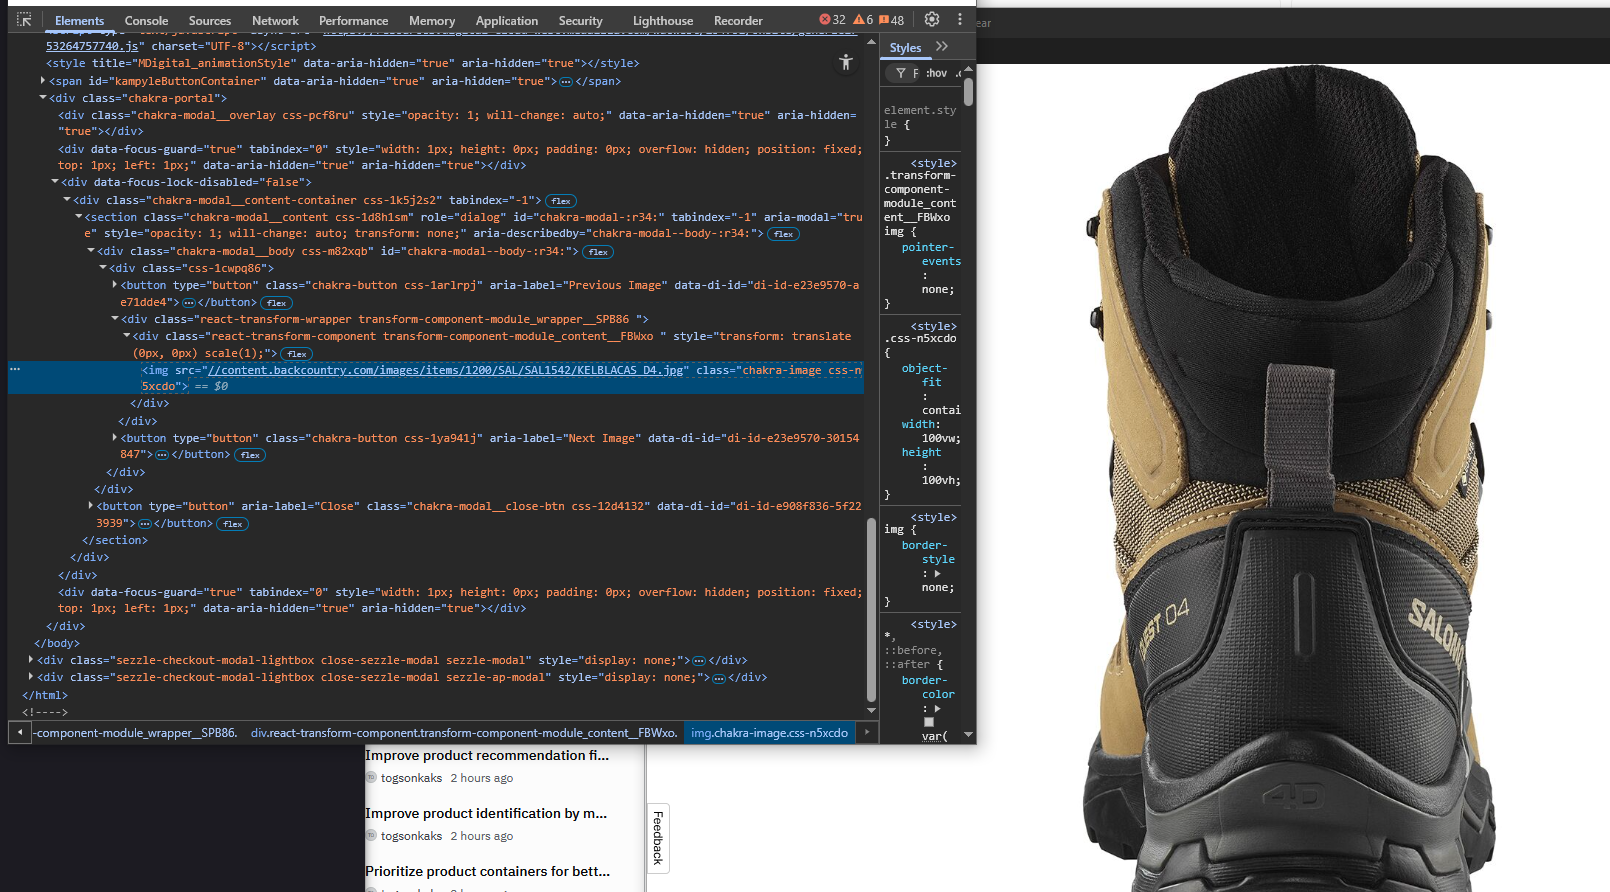 Elements Console Sources Network Performance Memory Application Security Lighthouse Recorder 32 6 48
53264757740.js" charset="UTF-8"></script>
<style title="MDigital_animationStyle" data-aria-hidden="true" aria-hidden="true"></style>
<span id="kampyleButtonContainer" data-aria-hidden="true" aria-hidden="true">…</span>
<div class="chakra-portal">
<div class="chakra-modal__overlay css-pcf8ru" style="opacity: 1; will-change: auto;" data-aria-hidden="true" aria-hidden=
"true"></div>
<div data-focus-guard="true" tabindex="0" style="width: 1px; height: 0px; padding: 0px; overflow: hidden; position: fixed;
top: 1px; left: 1px;" data-aria-hidden="true" aria-hidden="true"></div>
<div data-focus-lock-disabled="false">
<div class="chakra-modal__content-container css-1k5j2s2" tabindex="-1"> flex
<section class="chakra-modal__content css-1d8h1sm" role="dialog" id="chakra-modal-:r34:" tabindex="-1" aria-modal="tru
e" style="opacity: 1; will-change: auto; transform: none;" aria-describedby="chakra-modal--body-:r34:"> flex
<div class="chakra-modal__body css-m82xqb" id="chakra-modal--body-:r34:"> flex
<div class="css-1cwpq86">
<button type="button" class="chakra-button css-1arlrpj" aria-label="Previous Image" data-di-id="di-id-e23e9570-a
e71dde4">…</button> flex
<div class="react-transform-wrapper transform-component-module_wrapper__SPB86 ">
<div class="react-transform-component transform-component-module_content__FBWxo " style="transform: translate
(0px, 0px) scale(1);"> flex
… <img src="//content.backcountry.com/images/items/1200/SAL/SAL1542/KELBLACAS_D4.jpg" class="chakra-image css-n
5xcdo"> == $0
</div>
</div>
<button type="button" class="chakra-button css-1ya941j" aria-label="Next Image" data-di-id="di-id-e23e9570-30154
847">…</button> flex
</div>
</div>
<button type="button" aria-label="Close" class="chakra-modal__close-btn css-12d4132" data-di-id="di-id-e908f836-5f22
3939">…</button> flex
</section>
</div>
</div>
<div data-focus-guard="true" tabindex="0" style="width: 1px; height: 0px; padding: 0px; overflow: hidden; position: fixed;
top: 1px; left: 1px;" data-aria-hidden="true" aria-hidden="true"></div>
</div>
</body>
<div class="sezzle-checkout-modal-lightbox close-sezzle-modal sezzle-modal" style="display: none;">…</div>
<div class="sezzle-checkout-modal-lightbox close-sezzle-modal sezzle-ap-modal" style="display: none;">…</div>
</html>
<!---->
-component-module_wrapper__SPB86. div.react-transform-component.transform-component-module_content__FBWxo. img.chakra-image.css-n5xcdo
Styles
F :hov .c
element.sty
le {
}
<style>
.transform-
component-
module_cont
ent__FBWxo
img {
pointer-
events
:
none;
}
<style>
.css-n5xcdo
{
object-
fit
:
contai
width:
100vw;
height
:
100vh;
}
<style>
img {
border-
style
:
none;
}
<style>
*,
::before,
::after {
border-
color
:
var(
Improve product recommendation fi...
togsonkaks 2 hours ago
Improve product identification by m...
togsonkaks 2 hours ago
Prioritize product containers for bett...
Feedback
ear
04
4D